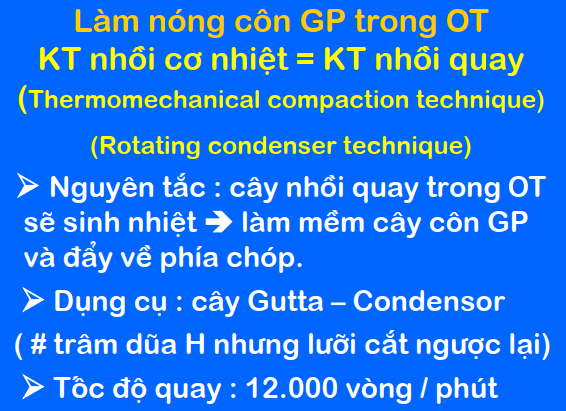 Làm nóng côn GP trong OT
KT nhồi cơ nhiệt = KT nhồi quay
(Thermomechanical compaction technique)
(Rotating condenser technique)
➢ Nguyên tắc : cây nhồi quay trong OT
sẽ sinh nhiệt ➔ làm mềm cây côn GP
và đẩy về phía chóp.
➢ Dụng cụ : cây Gutta – Condensor
( # trâm dũa H nhưng lưỡi cắt ngược lại)
➢ Tốc độ quay : 12.000 vòng / phút